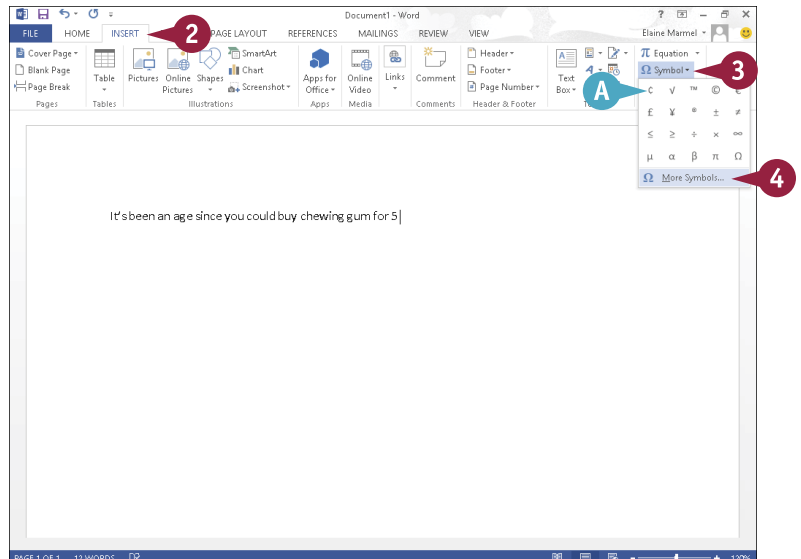 Document1 - Word
FILE HOME INSERT PAGE LAYOUT REFERENCES MAILINGS REVIEW VIEW Elaine Marmel
2
Cover Page
Blank Page
Page Break
Pages
Table
Tables
Pictures
Online Pictures
Shapes
SmartArt
Chart
Screenshot
Illustrations
Apps for Office
Apps
Online Video
Media
Links
Comment
Comments
Header
Footer
Page Number
Header & Footer
Text Box
π Equation
Ω Symbol
3
A
¢ √ ™ © €
£ ¥ ® ± ≠
≤ ≥ ÷ × ∞
μ α β π Ω
Ω More Symbols...
4
It's been an age since you could buy chewing gum for 5
PAGE 1 OF 1 12 WORDS
120%